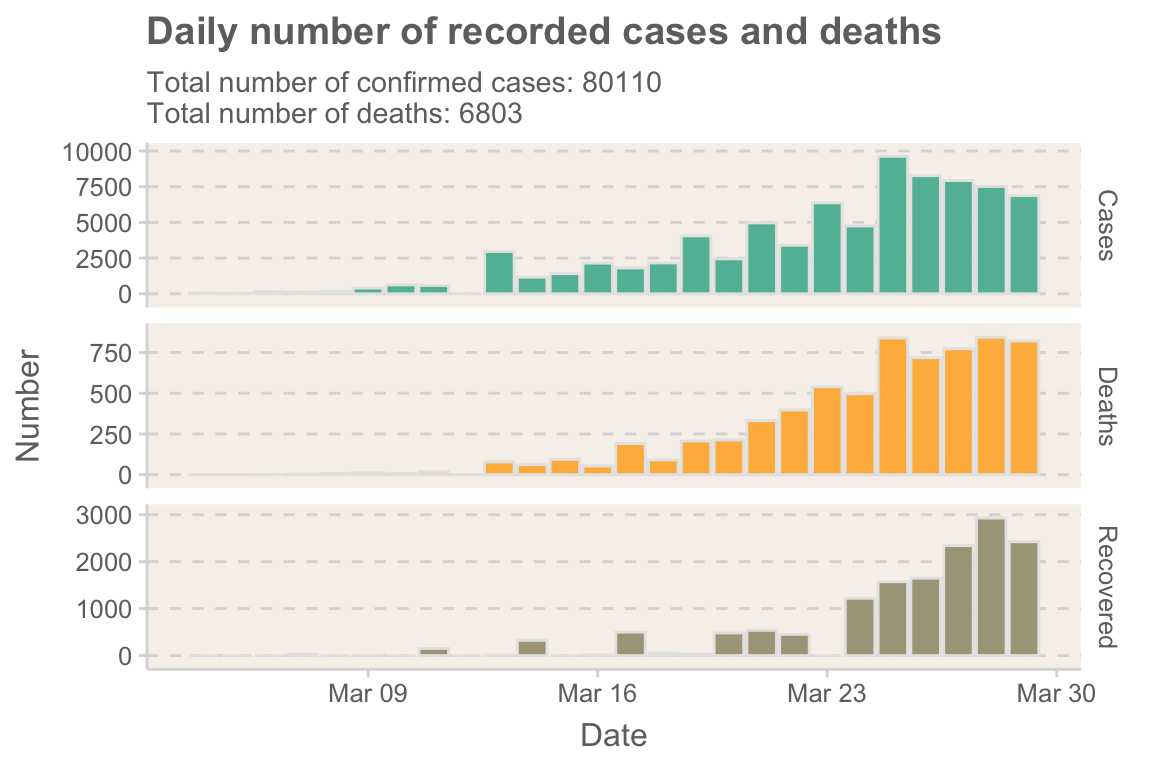 Daily number of recorded cases and deaths
Total number of confirmed cases: 80110
Total number of deaths: 6803
10000
7500
5000
2500
0
Cases
750
500
250
0
Deaths
3000
2000
1000
0
Recovered
Number
Mar 09
Mar 16
Mar 23
Mar 30
Date